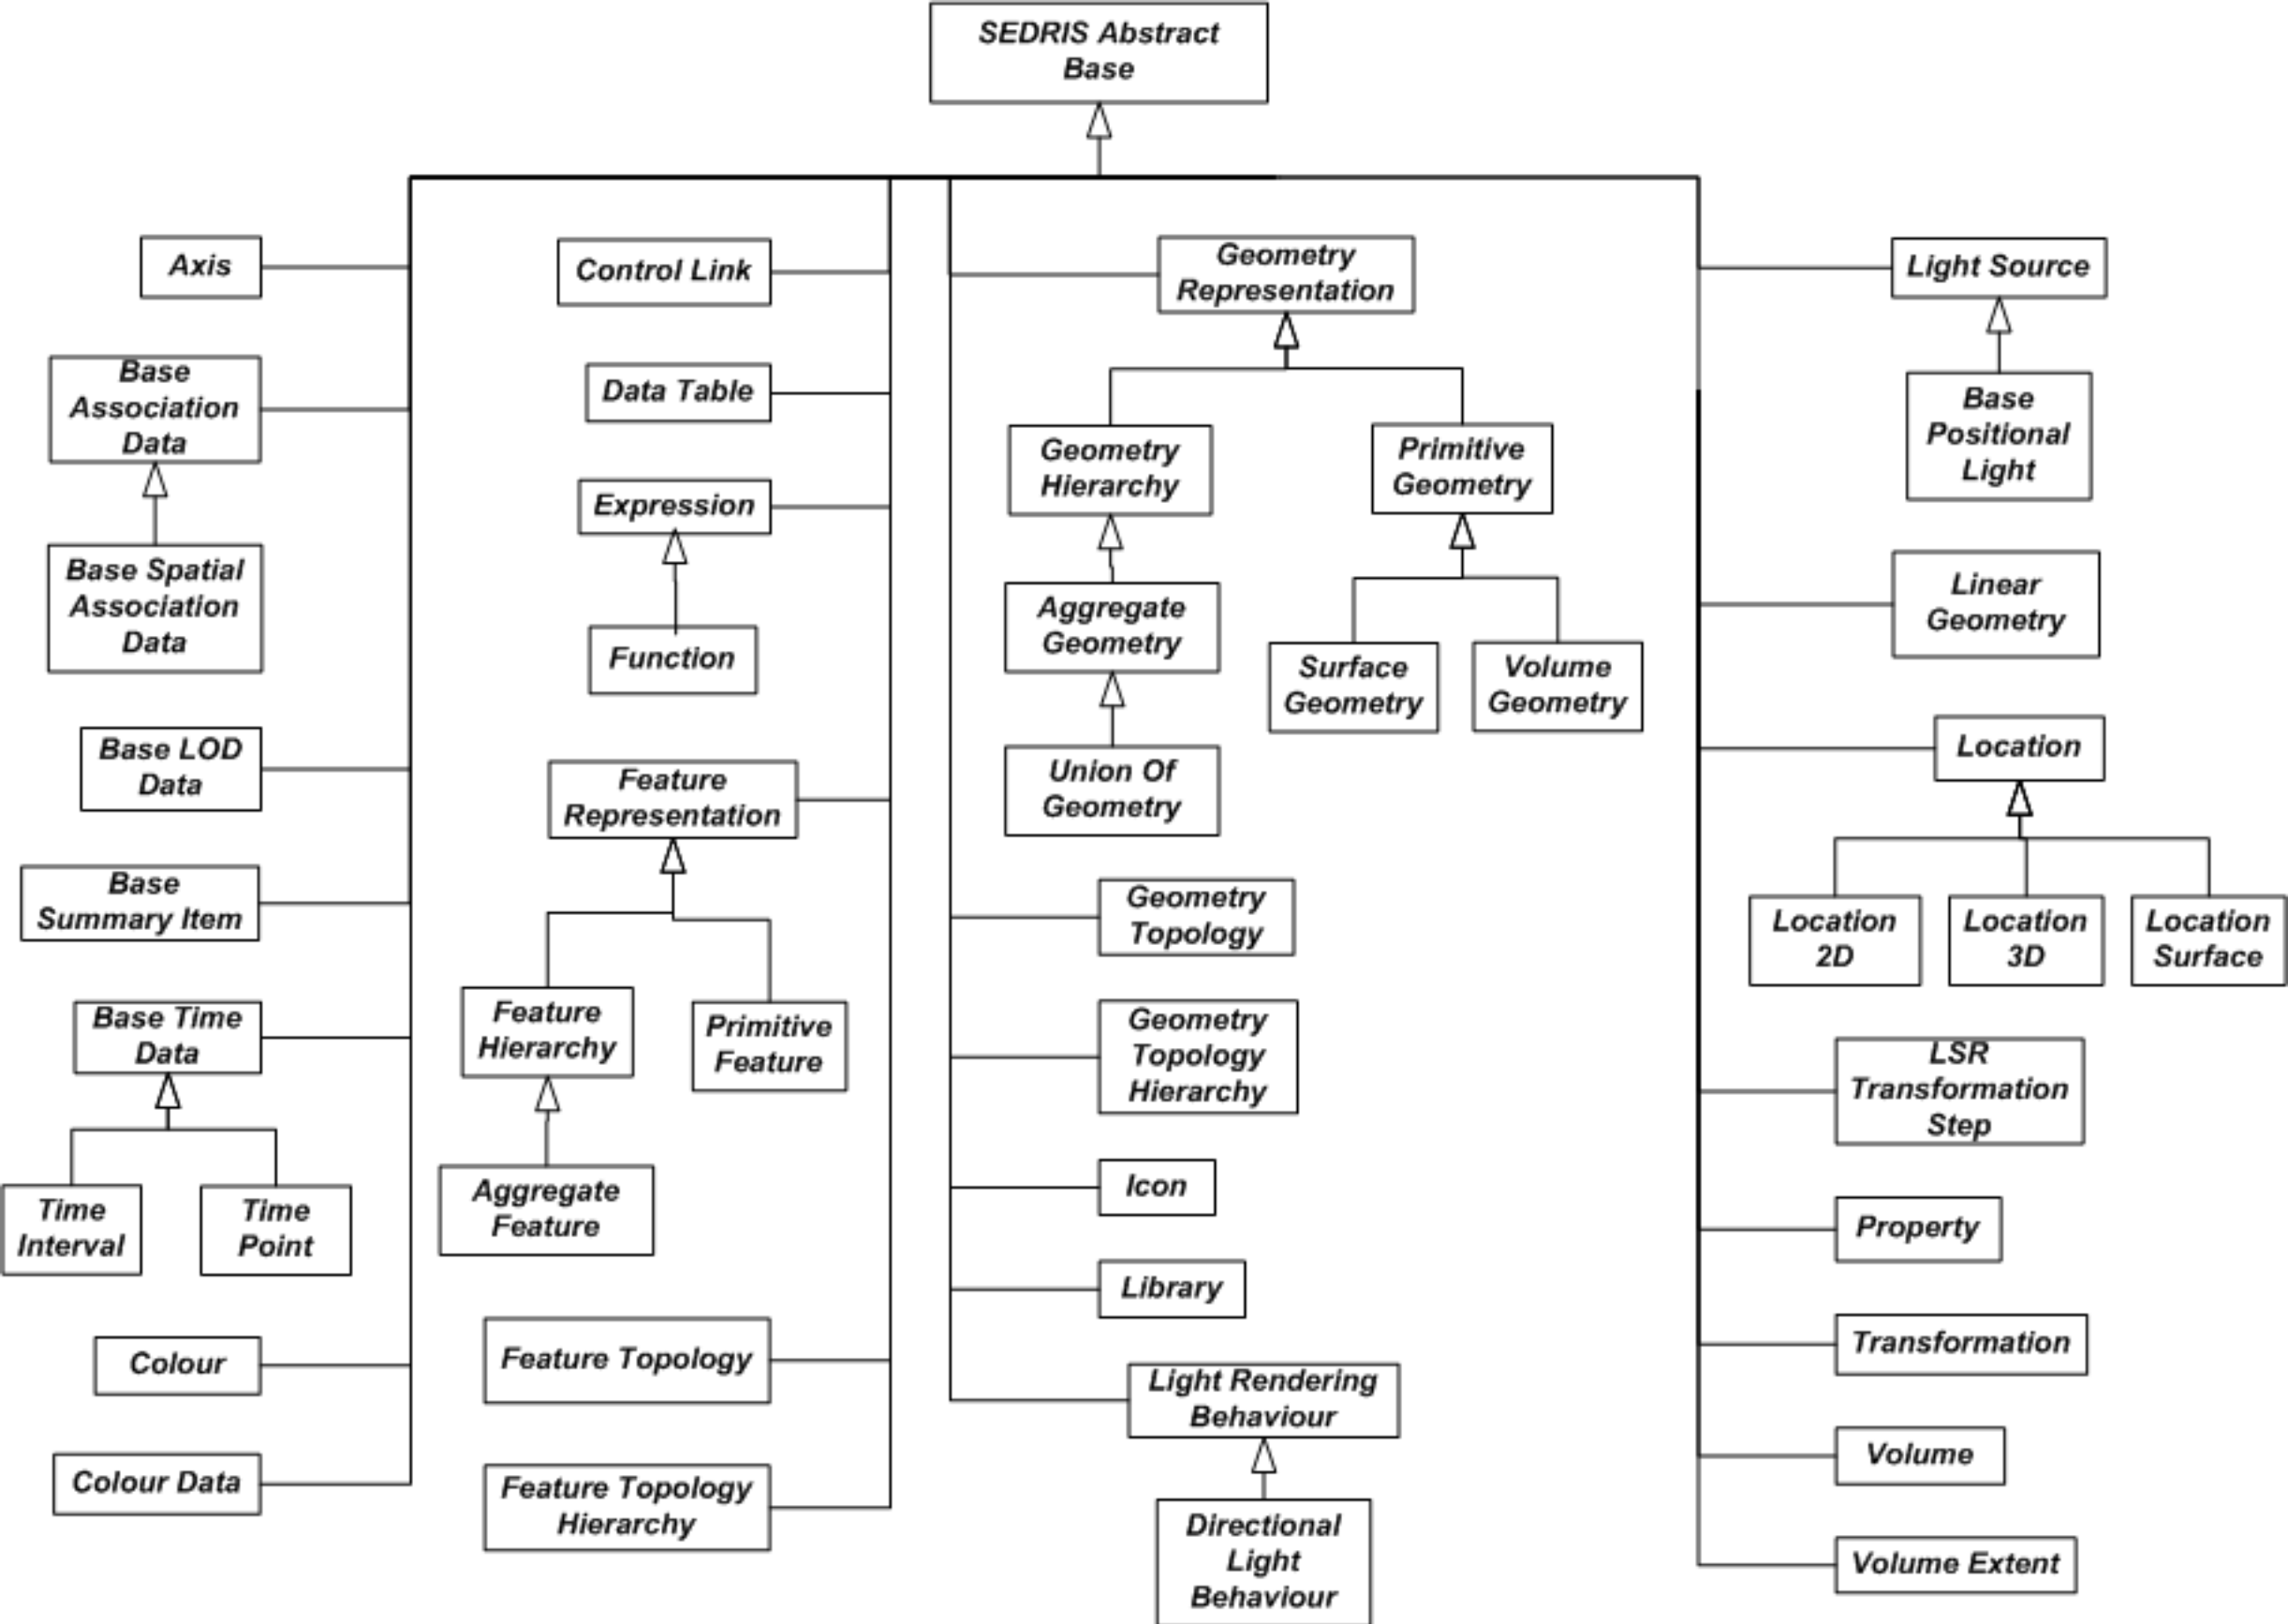 SEDRIS Abstract
Base
Axis
Base
Association
Data
Base Spatial
Association
Data
Base LOD
Data
Base
Summary Item
Base Time
Data
Time
Interval
Time
Point
Colour
Colour Data
Control Link
Data Table
Expression
Function
Feature
Representation
Feature
Hierarchy
Primitive
Feature
Aggregate
Feature
Feature Topology
Feature Topology
Hierarchy
Geometry
Representation
Geometry
Hierarchy
Primitive
Geometry
Aggregate
Geometry
Surface
Geometry
Volume
Geometry
Union Of
Geometry
Geometry
Topology
Geometry
Topology
Hierarchy
Icon
Library
Light Rendering
Behaviour
Directional
Light
Behaviour
Light Source
Base
Positional
Light
Linear
Geometry
Location
Location
2D
Location
3D
Location
Surface
LSR
Transformation
Step
Property
Transformation
Volume
Volume Extent